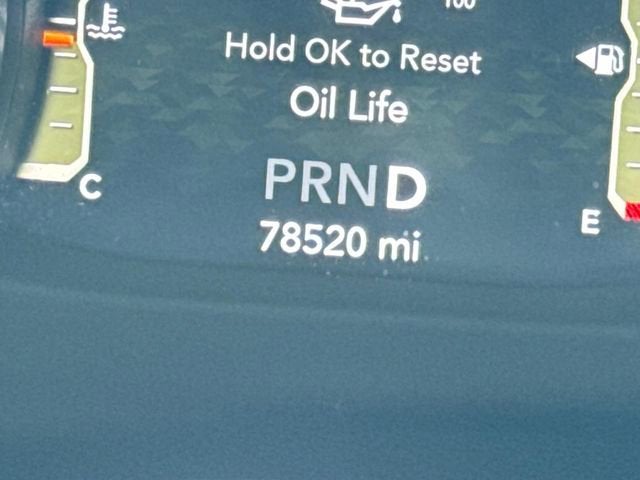 Hold OK to Reset
Oil Life
PRND
C
E
78520 mi